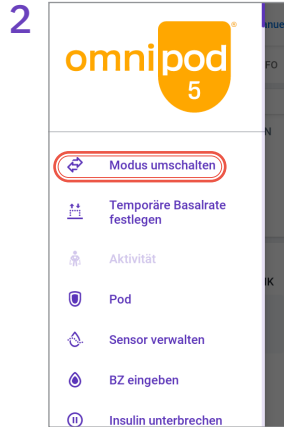 2
omnipod
5
Modus umschalten
Temporäre Basalrate
festlegen
Aktivität
Pod
Sensor verwalten
BZ eingeben
Insulin unterbrechen